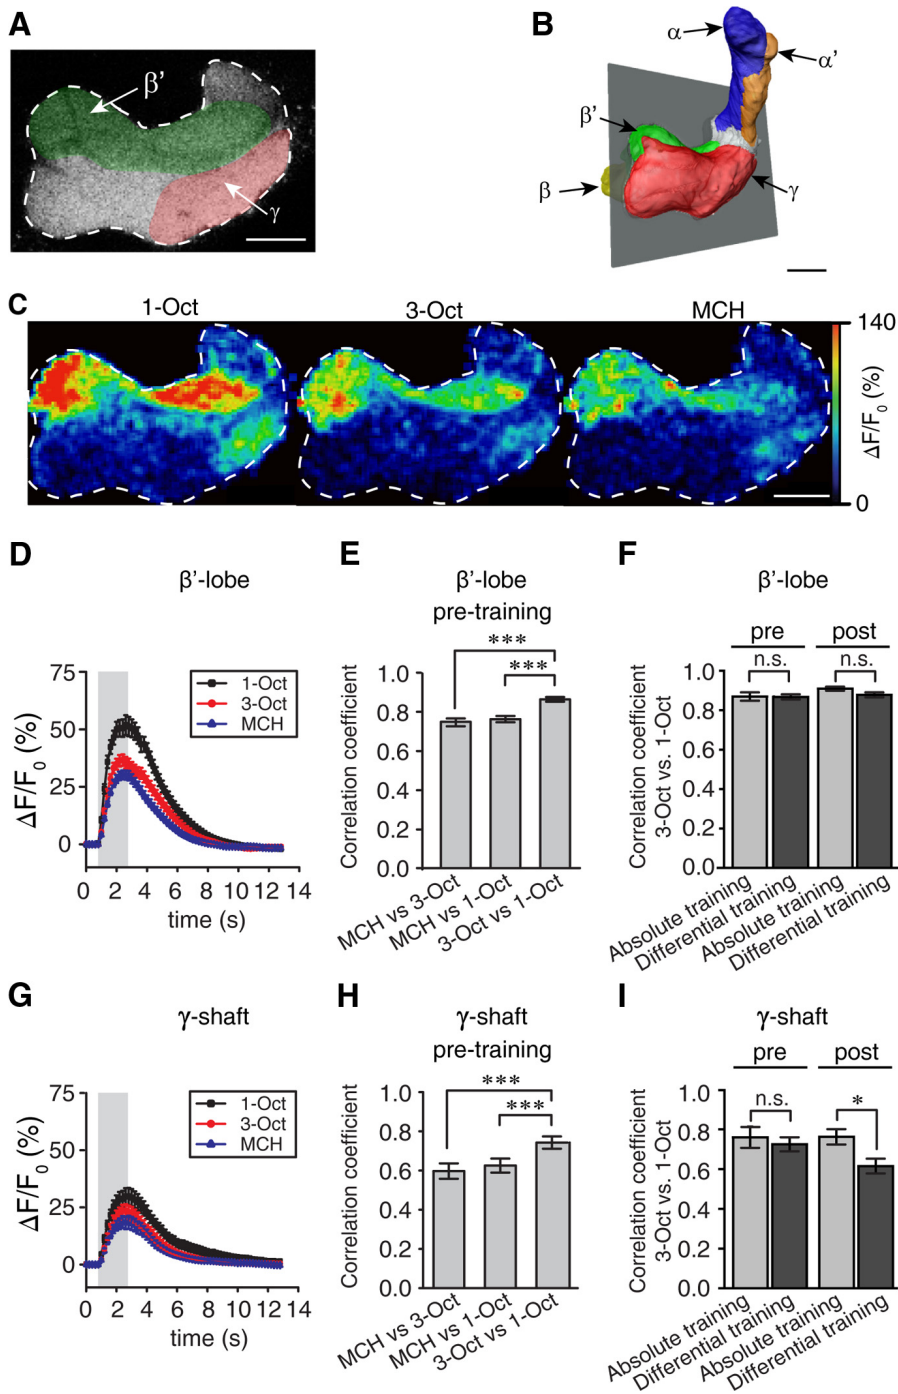 A
β'
γ
B
α
α'
β'
β
γ
C
1-Oct
3-Oct
MCH
140
ΔF/F0 (%)
0
D
β'-lobe
75
50
25
0
ΔF/F0 (%)
1-Oct
3-Oct
MCH
0 2 4 6 8 10 12 14
time (s)
E
β'-lobe
pre-training
***
***
1.0
0.8
0.6
0.4
0.2
0.0
Correlation coefficient
MCH vs 3-Oct
MCH vs 1-Oct
3-Oct vs 1-Oct
F
β'-lobe
pre
post
n.s.
n.s.
1.0
0.8
0.6
0.4
0.2
0.0
Correlation coefficient
3-Oct vs. 1-Oct
Absolute training
Differential training
Absolute training
Differential training
G
γ-shaft
75
50
25
0
ΔF/F0 (%)
1-Oct
3-Oct
MCH
0 2 4 6 8 10 12 14
time (s)
H
γ-shaft
pre-training
***
***
1.0
0.8
0.6
0.4
0.2
0.0
Correlation coefficient
MCH vs 3-Oct
MCH vs 1-Oct
3-Oct vs 1-Oct
I
γ-shaft
pre
post
n.s.
*
1.0
0.8
0.6
0.4
0.2
0.0
Correlation coefficient
3-Oct vs. 1-Oct
Absolute training
Differential training
Absolute training
Differential training